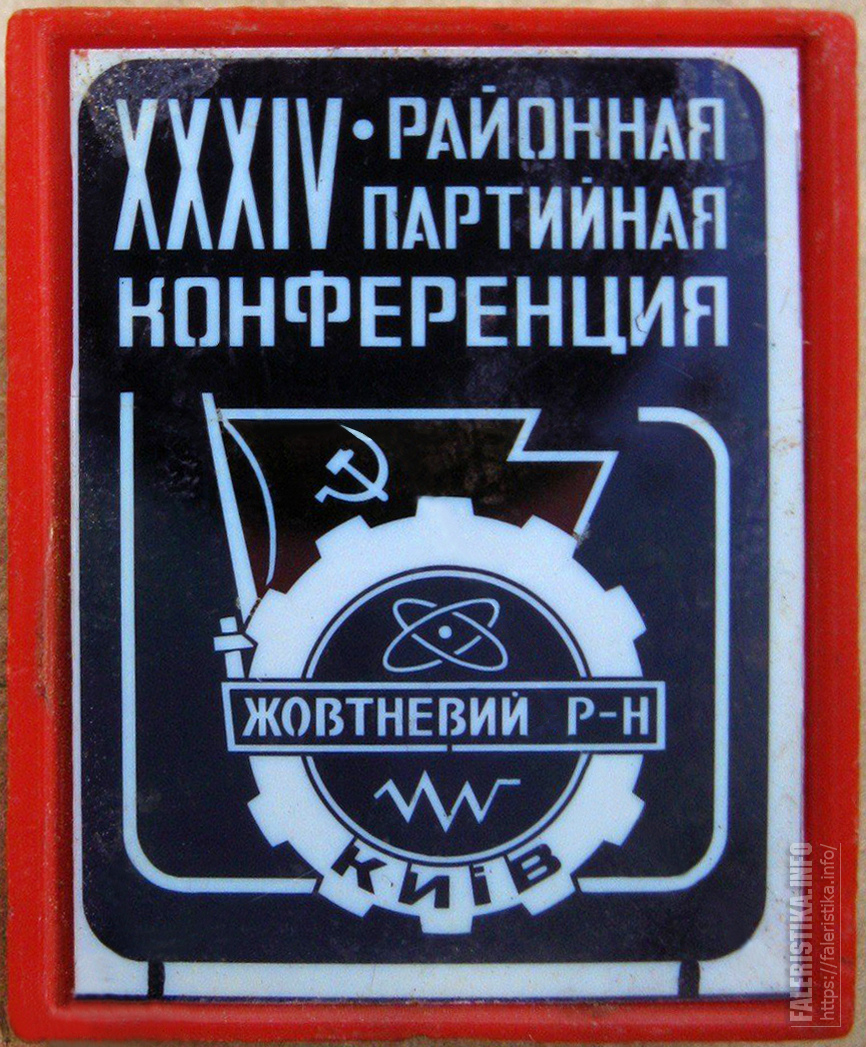 XXXIV • РАЙОННАЯ
ПАРТИЙНАЯ
КОНФЕРЕНЦИЯ
ЖОВТНЕВИЙ Р-Н
КИЇВ
FALERISTIKA.INFO
https://faleristika.info/